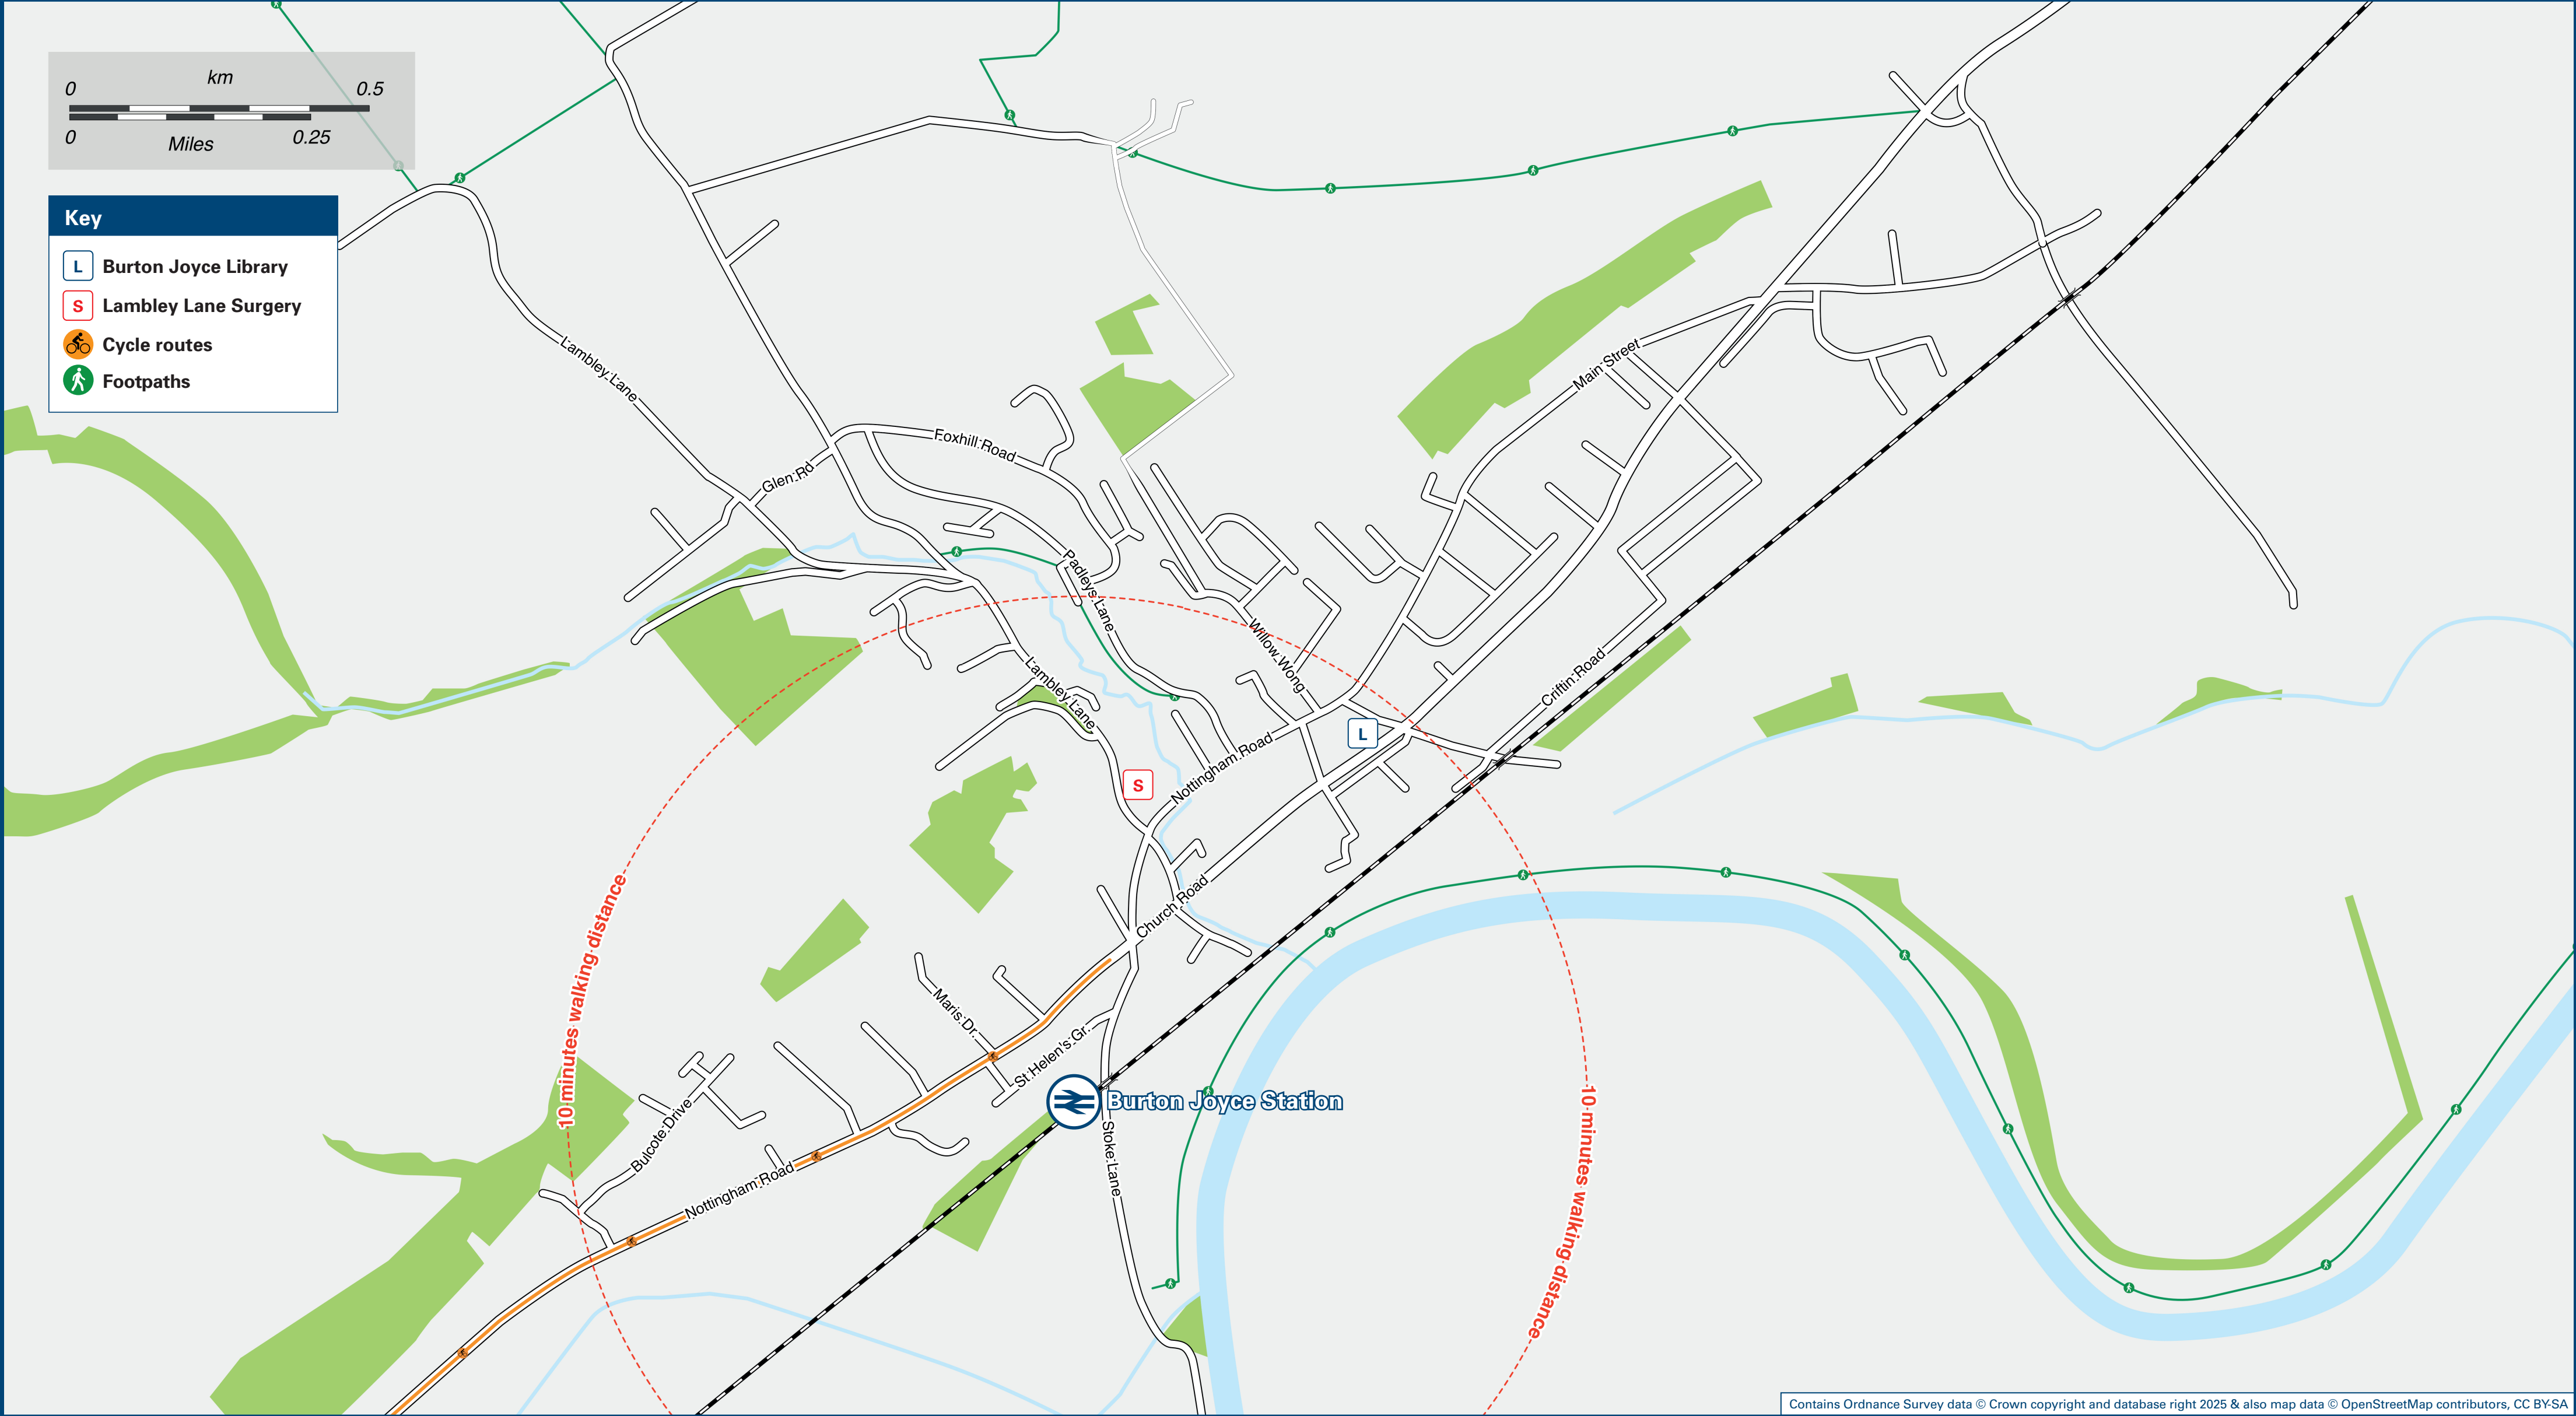 km
0 0.5
0 0.25
Miles
Key
L Burton Joyce Library
S Lambley Lane Surgery
Cycle routes
Footpaths
Lambley Lane
Glen Rd
Foxhill Road
Padleys Lane
Main Street
Willow Wong
Lambley Lane
Criftin Road
L
Nottingham Road
S
Church Road
10 minutes walking distance
Maris Dr.
St Helen's Gr.
Burton Joyce Station
Bulcote Drive
Stoke Lane
Nottingham Road
10 minutes walking distance
Contains Ordnance Survey data © Crown copyright and database right 2025 & also map data © OpenStreetMap contributors, CC BY-SA